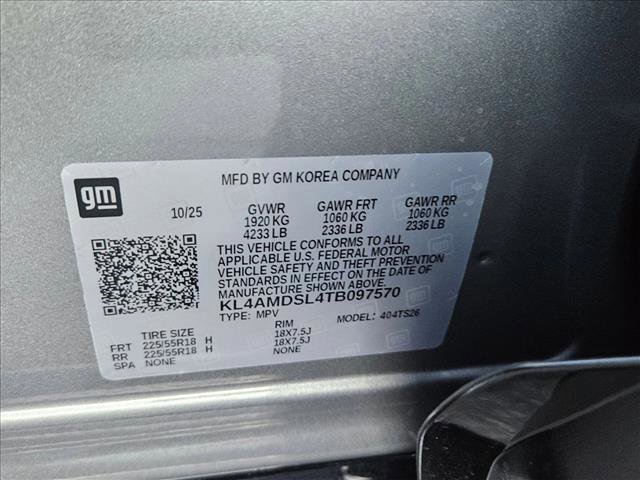 gm
MFD BY GM KOREA COMPANY
10/25 GVWR GAWR FRT GAWR RR
1920 KG 1060 KG 1060 KG
4233 LB 2336 LB 2336 LB
THIS VEHICLE CONFORMS TO ALL
APPLICABLE U.S. FEDERAL MOTOR
VEHICLE SAFETY AND THEFT PREVENTION
STANDARDS IN EFFECT ON THE DATE OF
MANUFACTURE SHOWN ABOVE.
KL4AMDSL4TB097570
TYPE: MPV MODEL: 404TS26
TIRE SIZE RIM
FRT 225/55R18 H 18X7.5J
RR 225/55R18 H 18X7.5J
SPA NONE NONE